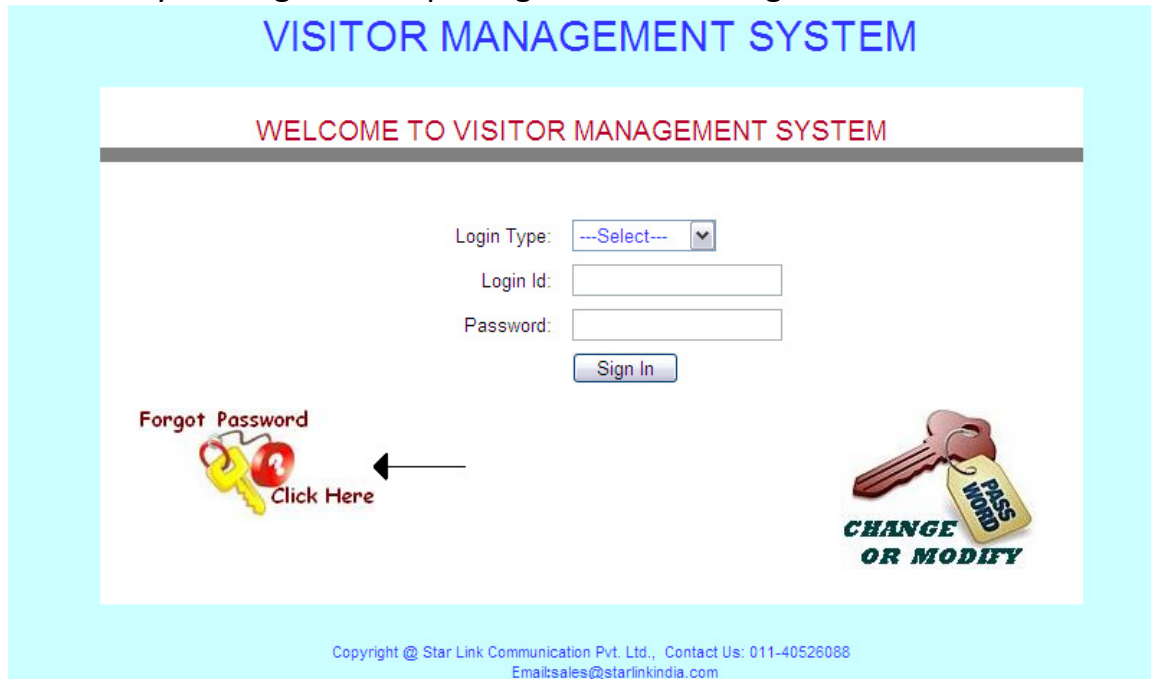 VISITOR MANAGEMENT SYSTEM
WELCOME TO VISITOR MANAGEMENT SYSTEM
Login Type: ---Select---
Login Id:
Password:
Sign In
Forgot Password
?
Click Here
PASS
WORD
CHANGE
OR MODIFY
Copyright @ Star Link Communication Pvt. Ltd., Contact Us: 011-40526088
Email:sales@starlinkindia.com